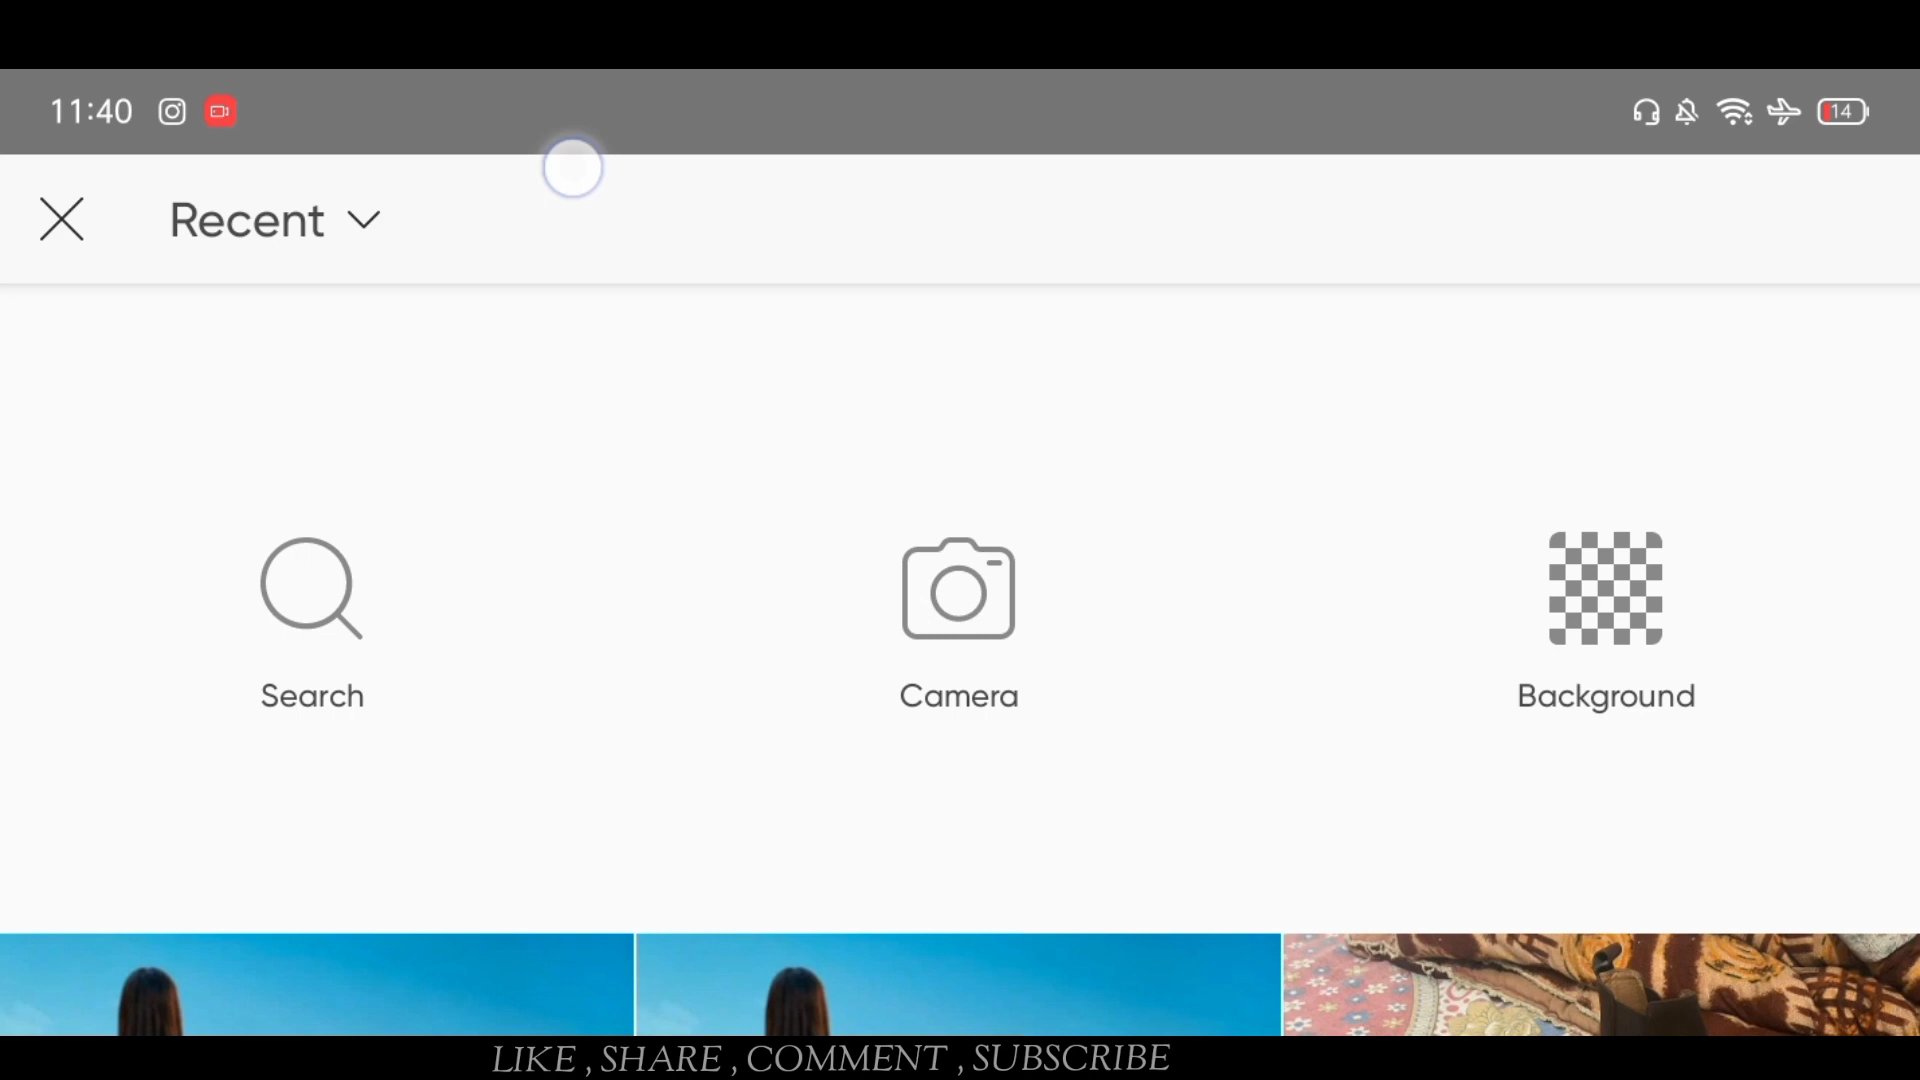 11:40
14
Recent
Search
Camera
Background
LIKE , SHARE , COMMENT , SUBSCRIBE